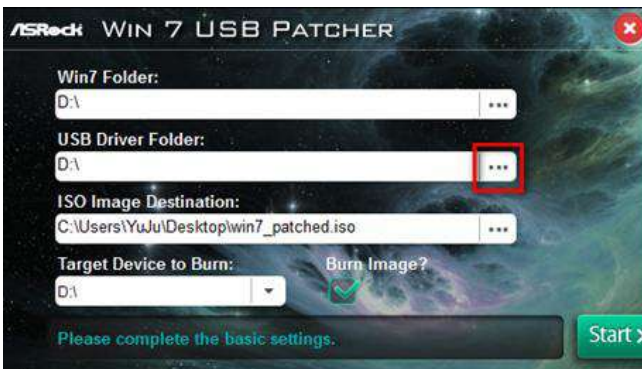 ASRock WIN 7 USB PATCHER
Win7 Folder:
D:\
USB Driver Folder:
D:\
ISO Image Destination:
C:\Users\YuJu\Desktop\win7_patched.iso
Target Device to Burn: Burn Image?
D:\
Please complete the basic settings.
Start